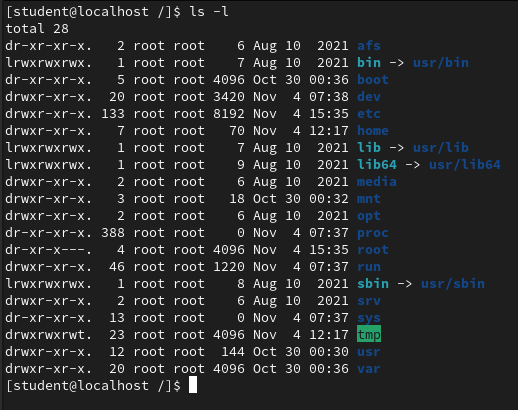 [student@localhost /]$ ls -l
total 28
dr-xr-xr-x.   2 root root    6 Aug 10  2021 afs
lrwxrwxrwx.   1 root root    7 Aug 10  2021 bin -> usr/bin
dr-xr-xr-x.   5 root root 4096 Oct 30 00:36 boot
drwxr-xr-x.  20 root root 3420 Nov  4 07:38 dev
drwxr-xr-x. 133 root root 8192 Nov  4 15:35 etc
drwxr-xr-x.   7 root root   70 Nov  4 12:17 home
lrwxrwxrwx.   1 root root    7 Aug 10  2021 lib -> usr/lib
lrwxrwxrwx.   1 root root    9 Aug 10  2021 lib64 -> usr/lib64
drwxr-xr-x.   2 root root    6 Aug 10  2021 media
drwxr-xr-x.   3 root root   18 Oct 30 00:32 mnt
drwxr-xr-x.   2 root root    6 Aug 10  2021 opt
dr-xr-xr-x. 388 root root    0 Nov  4 07:37 proc
dr-xr-x---.   4 root root 4096 Nov  4 15:35 root
drwxr-xr-x.  46 root root 1220 Nov  4 07:37 run
lrwxrwxrwx.   1 root root    8 Aug 10  2021 sbin -> usr/sbin
drwxr-xr-x.   2 root root    6 Aug 10  2021 srv
dr-xr-xr-x.  13 root root    0 Nov  4 07:37 sys
drwxrwxrwt.  23 root root 4096 Nov  4 12:17 tmp
drwxr-xr-x.  12 root root  144 Oct 30 00:30 usr
drwxr-xr-x.  20 root root 4096 Oct 30 00:36 var
[student@localhost /]$